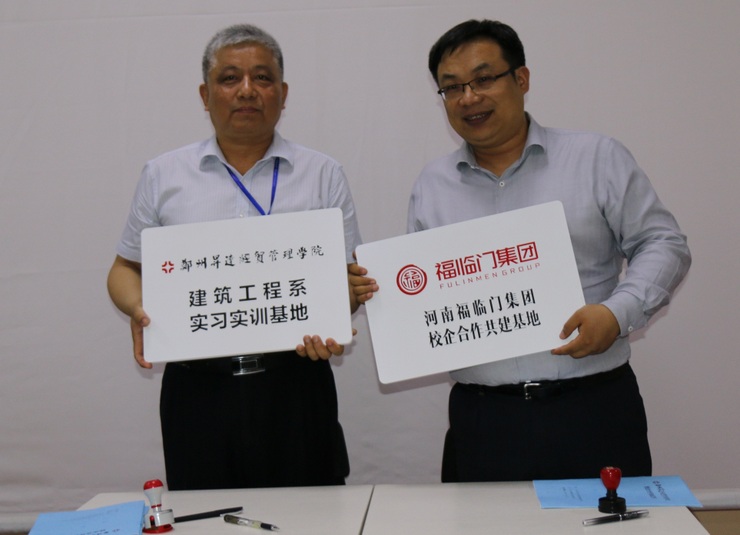 郑州升达经贸管理学院
建筑工程系
实习实训基地
福临门集团
FULINMEN GROUP
河南福临门集团
校企合作共建基地